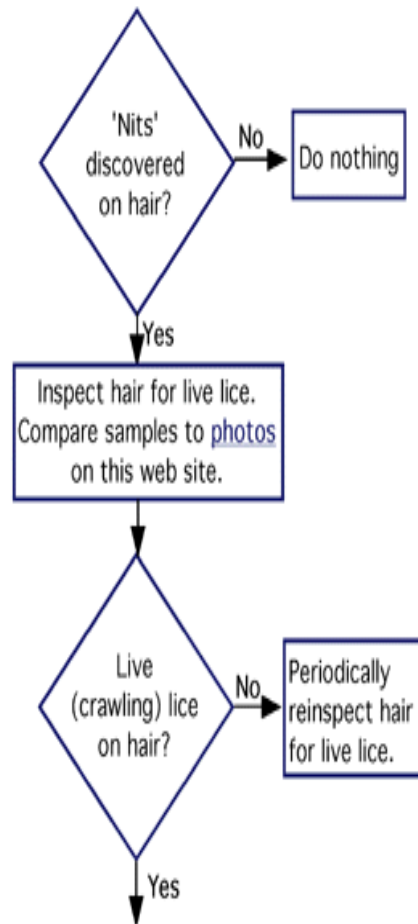 'Nits'
discovered
on hair?
No
Do nothing
Yes
Inspect hair for live lice.
Compare samples to photos
on this web site.
Live
(crawling) lice
on hair?
No
Periodically
reinspect hair
for live lice.
Yes